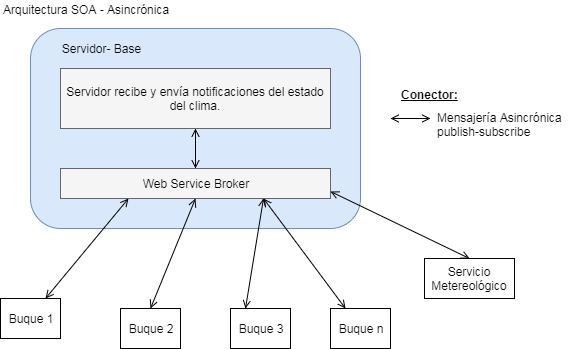 Arquitectura SOA - Asincrónica
Servidor- Base
Servidor recibe y envía notificaciones del estado
del clima.
Conector:
Mensajería Asincrónica
publish-subscribe
Web Service Broker
Servicio
Metereológico
Buque 1
Buque 2
Buque 3
Buque n